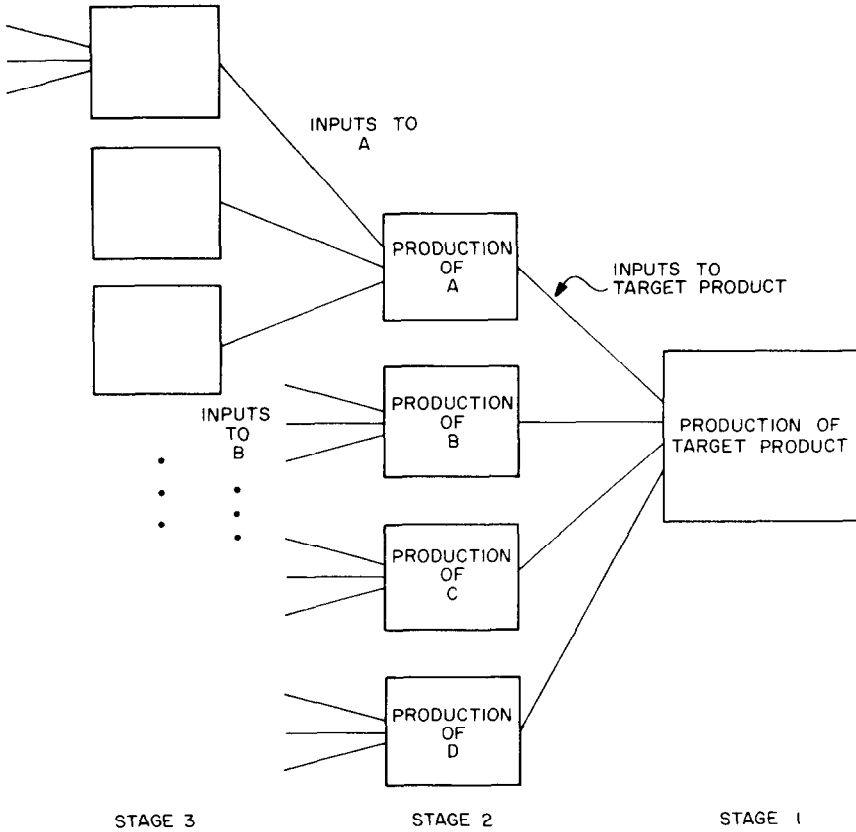 INPUTS TO
A
PRODUCTION
OF
A
INPUTS TO
TARGET PRODUCT
INPUTS
TO
B
PRODUCTION
OF
B
PRODUCTION OF
TARGET PRODUCT
PRODUCTION
OF
C
PRODUCTION
OF
D
STAGE 3
STAGE 2
STAGE 1